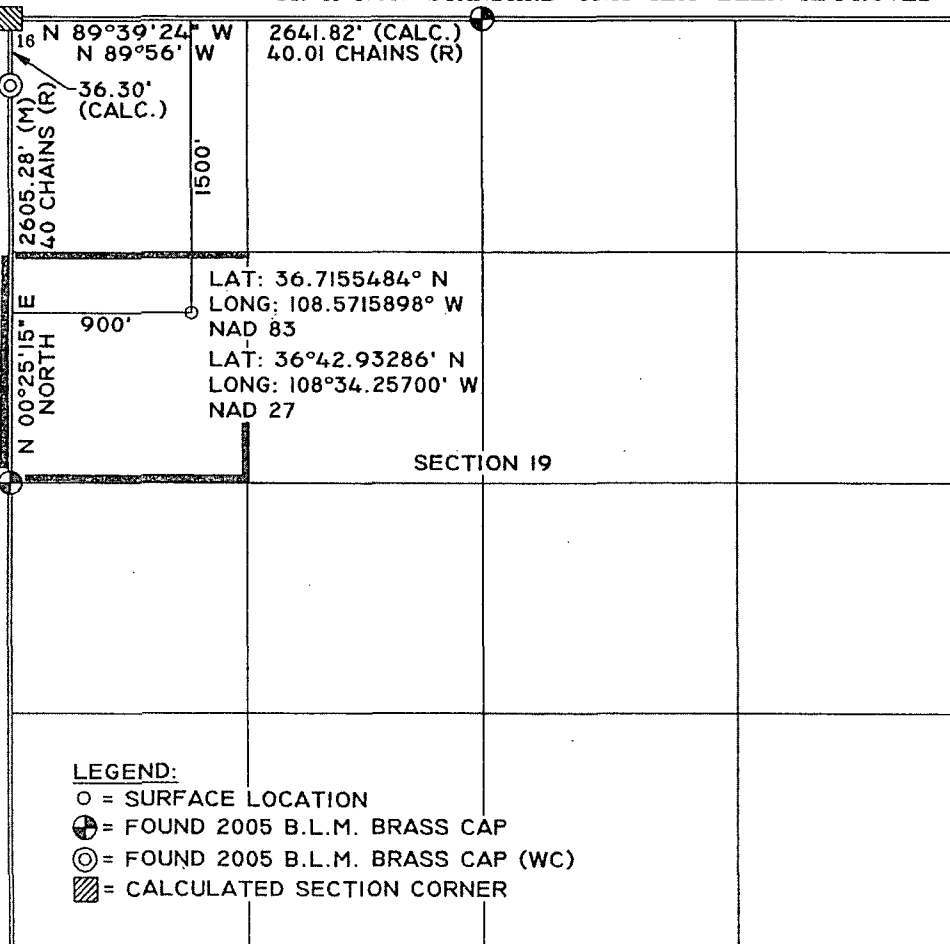 16 N 89°39'24" W 2641.82' (CALC.)
N 89°56' W 40.01 CHAINS (R)
36.30'
(CALC.)
2605.28' (M)
40 CHAINS (R)
1500'
LAT: 36.7155484° N
LONG: 108.5715898° W
NAD 83
900'
LAT: 36°42.93286' N
LONG: 108°34.25700' W
NAD 27
N 00°25'15" E
NORTH
SECTION 19
LEGEND:
= SURFACE LOCATION
= FOUND 2005 B.L.M. BRASS CAP
= FOUND 2005 B.L.M. BRASS CAP (WC)
= CALCULATED SECTION CORNER